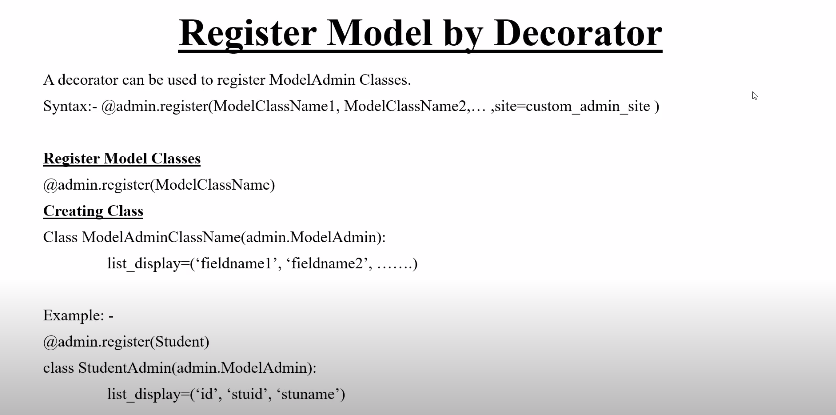 Register Model by Decorator
A decorator can be used to register ModelAdmin Classes.
Syntax:- @admin.register(ModelClassName1, ModelClassName2,… ,site=custom_admin_site )
Register Model Classes
@admin.register(ModelClassName)
Creating Class
Class ModelAdminClassName(admin.ModelAdmin):
list_display=(‘fieldname1’, ‘fieldname2’, …….)
Example: -
@admin.register(Student)
class StudentAdmin(admin.ModelAdmin):
list_display=(‘id’, ‘stuid’, ‘stuname’)